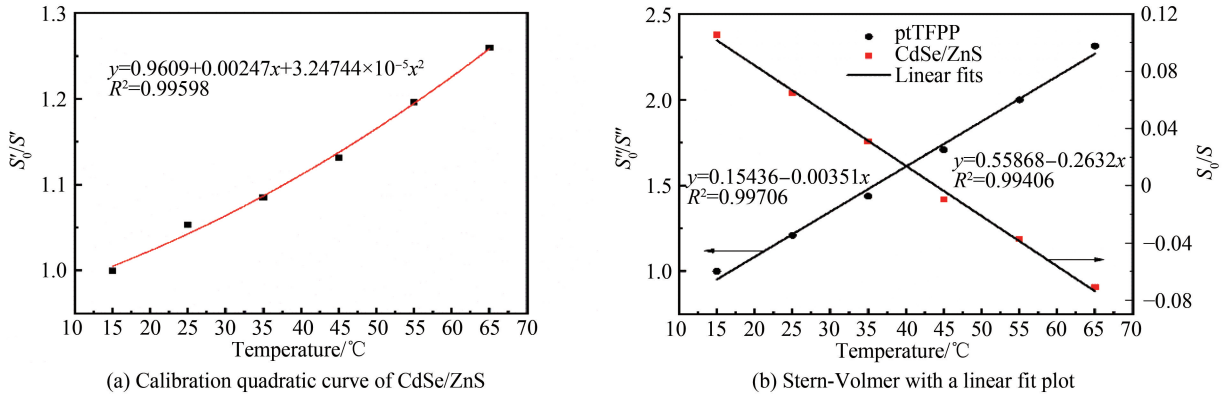 1.3
1.2
1.1
1.0
S′₀/S′
y=0.9609+0.00247x+3.24744×10⁻⁵x²
R²=0.99598
10 15 20 25 30 35 40 45 50 55 60 65 70
Temperature/℃
(a) Calibration quadratic curve of CdSe/ZnS
2.5
2.0
1.5
1.0
S″₀/S″
ptTFPP
CdSe/ZnS
Linear fits
y=0.15436−0.00351x
R²=0.99706
y=0.55868−0.2632x
R²=0.99406
0.12
0.08
0.04
0
−0.04
−0.08
S₀/S
10 15 20 25 30 35 40 45 50 55 60 65 70
Temperature/℃
(b) Stern-Volmer with a linear fit plot